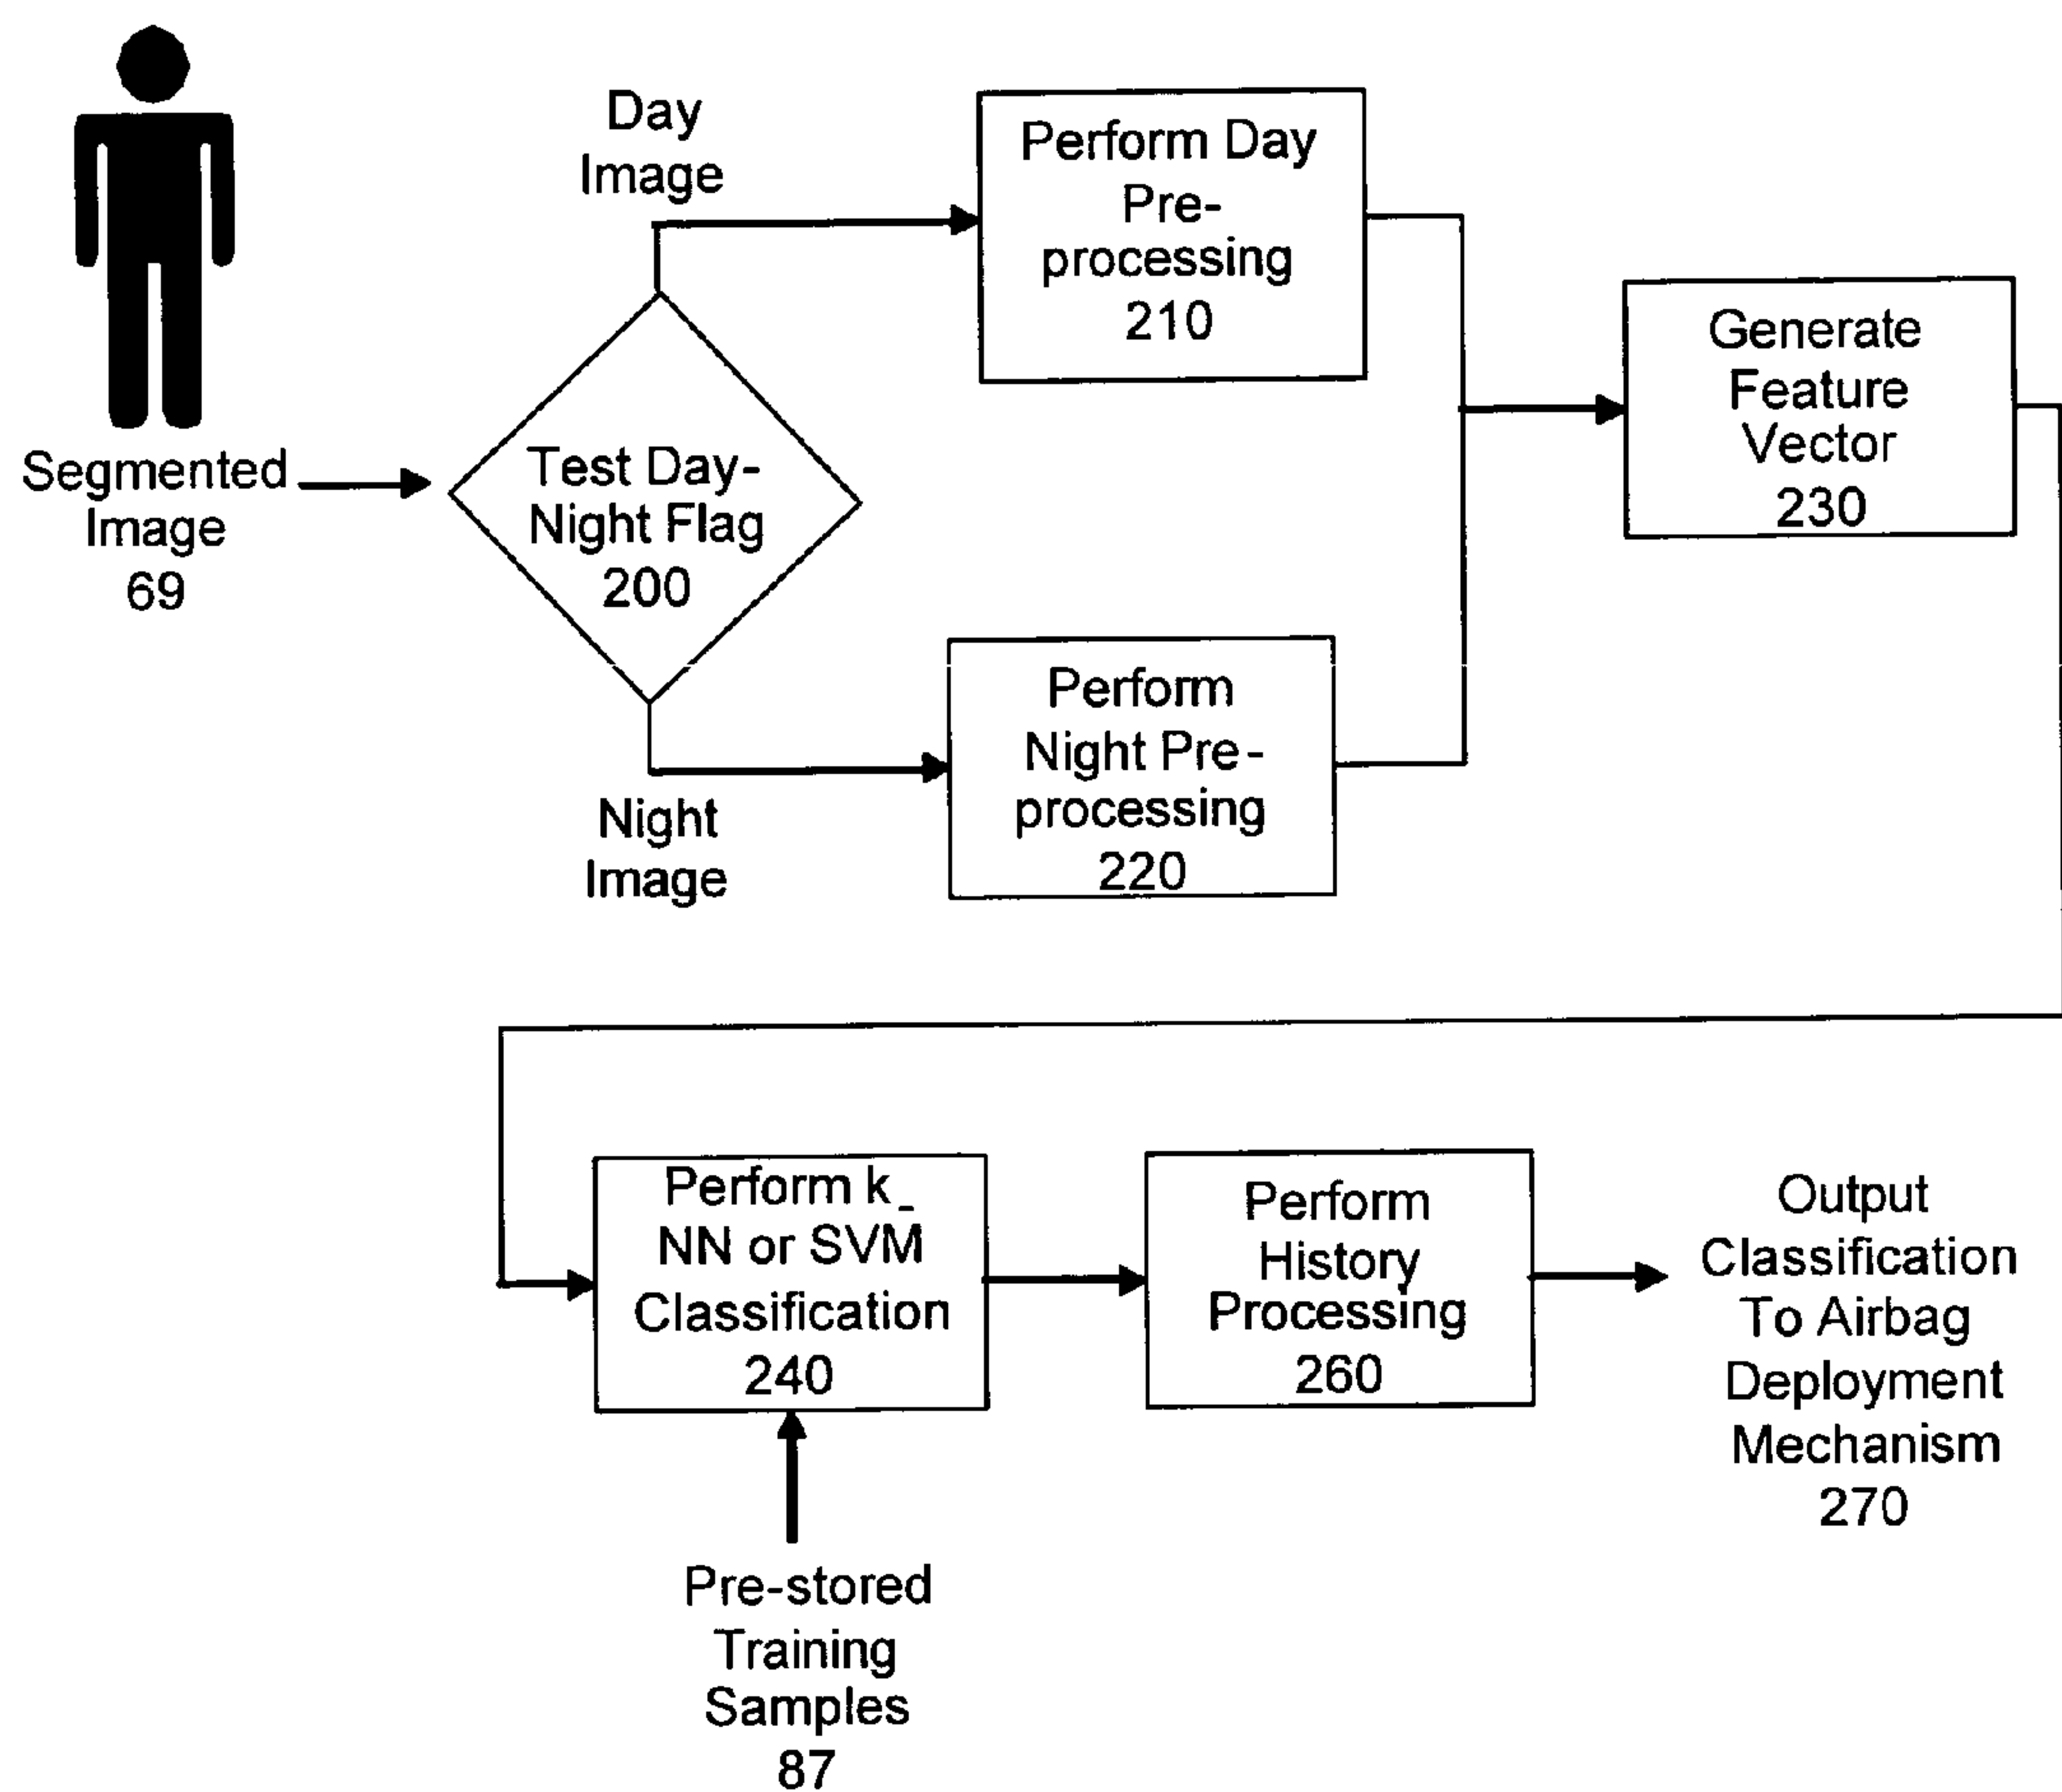 Segmented
Image
69
Test Day-
Night Flag
200
Day
Image
Perform Day
Pre-
processing
210
Night
Image
Perform
Night Pre-
processing
220
Generate
Feature
Vector
230
Perform k_
NN or SVM
Classification
240
Pre-stored
Training
Samples
87
Perform
History
Processing
260
Output
Classification
To Airbag
Deployment
Mechanism
270